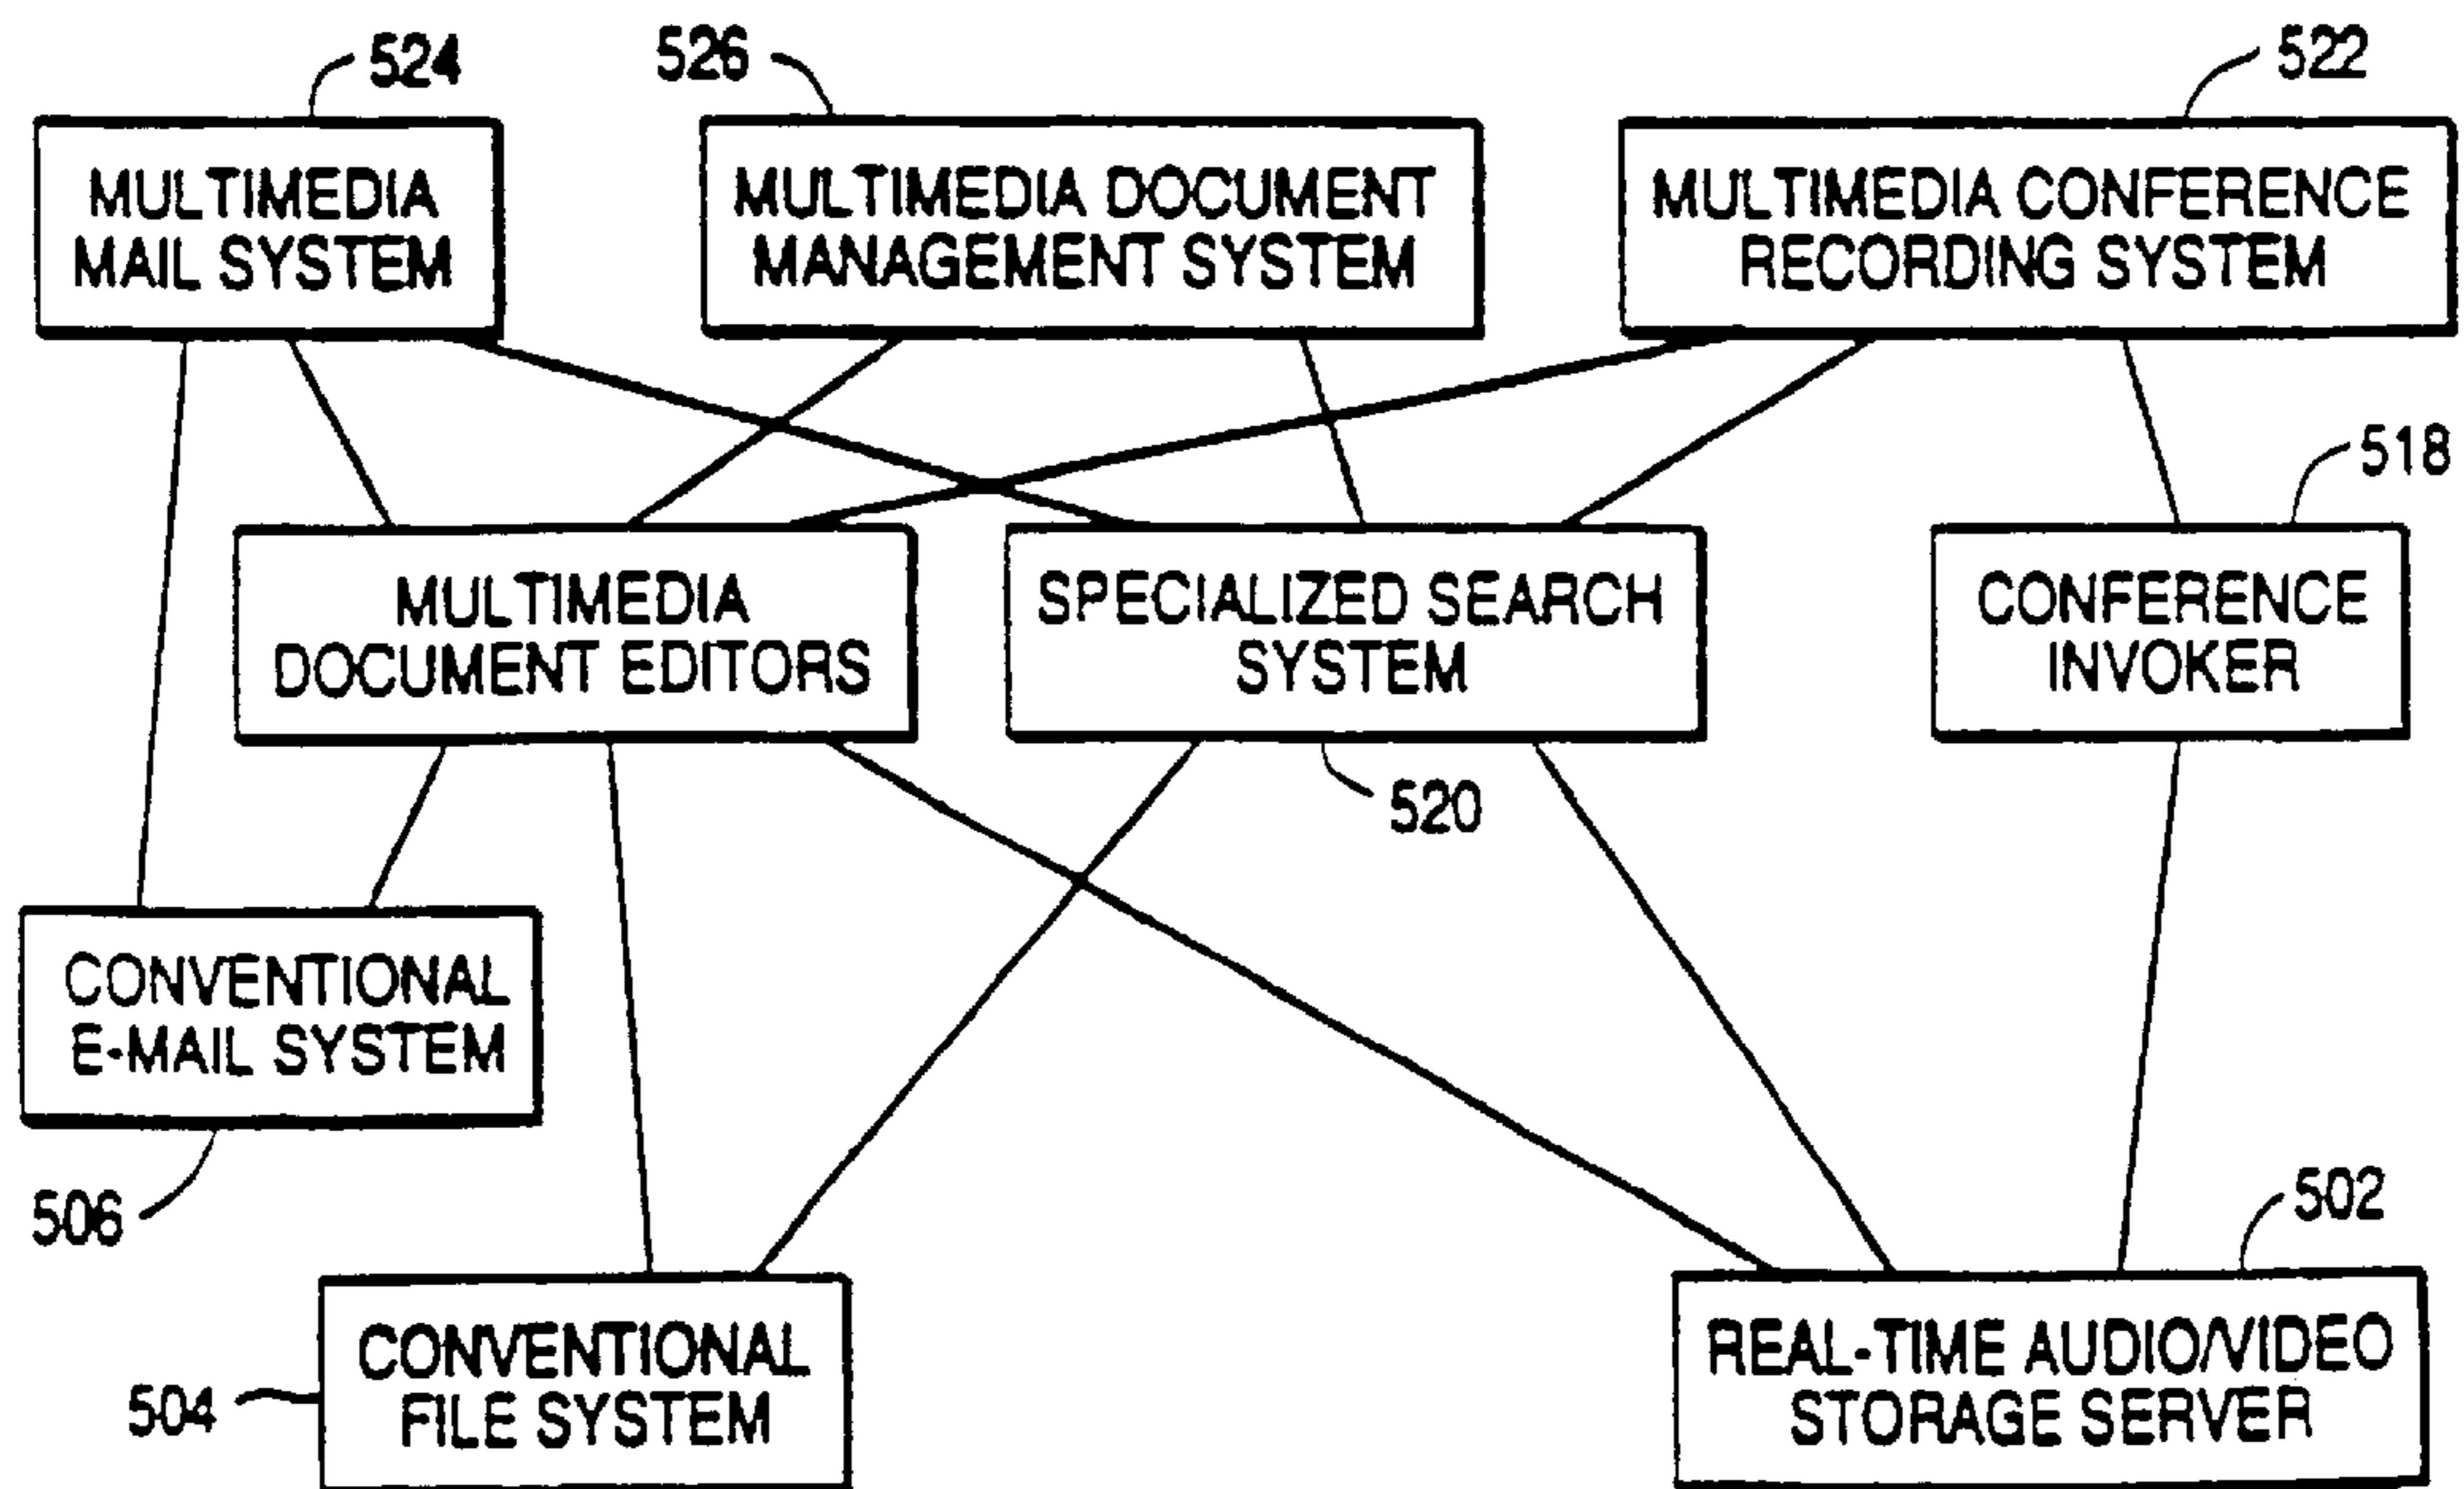 524
526
522
MULTIMEDIA
MAIL SYSTEM
MULTIMEDIA DOCUMENT
MANAGEMENT SYSTEM
MULTIMEDIA CONFERENCE
RECORDING SYSTEM
518
MULTIMEDIA
DOCUMENT EDITORS
SPECIALIZED SEARCH
SYSTEM
CONFERENCE
INVOKER
520
CONVENTIONAL
E-MAIL SYSTEM
506
502
CONVENTIONAL
FILE SYSTEM
504
REAL-TIME AUDIO/VIDEO
STORAGE SERVER